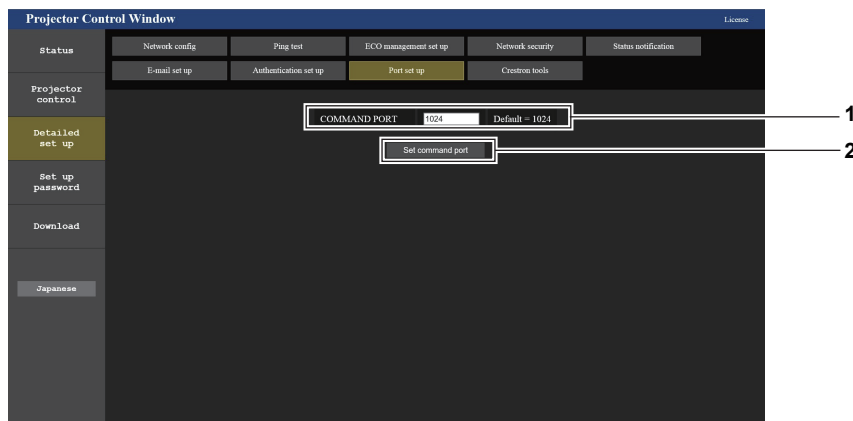 Projector Control Window
License
Status
Network config
Ping test
ECO management set up
Network security
Status notification
E-mail set up
Authentication set up
Port set up
Crestron tools
Projector
control
Detailed
set up
Set up
password
Download
Japanese
COMMAND PORT 1024 Default = 1024
1
Set command port
2